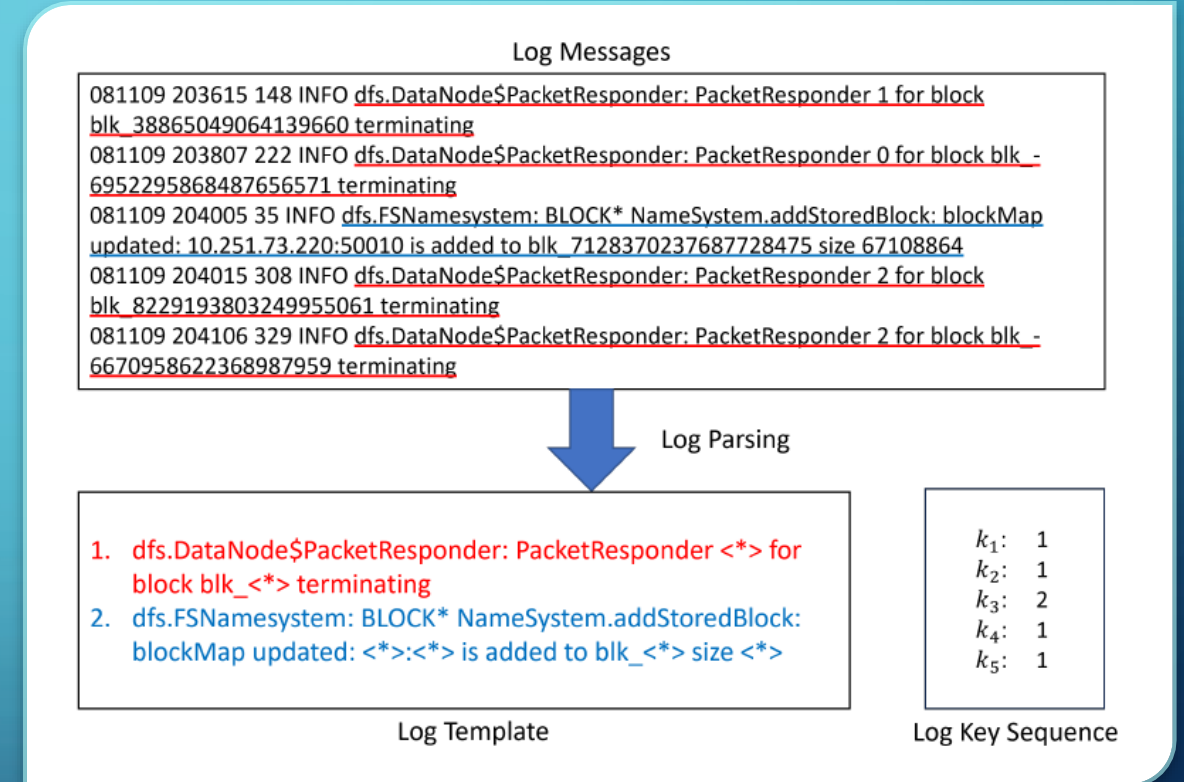 Log Messages
081109 203615 148 INFO dfs.DataNode$PacketResponder: PacketResponder 1 for block
blk_38865049064139660 terminating
081109 203807 222 INFO dfs.DataNode$PacketResponder: PacketResponder 0 for block blk_-
6952295868487656571 terminating
081109 204005 35 INFO dfs.FSNamesystem: BLOCK* NameSystem.addStoredBlock: blockMap
updated: 10.251.73.220:50010 is added to blk_7128370237687728475 size 67108864
081109 204015 308 INFO dfs.DataNode$PacketResponder: PacketResponder 2 for block
blk_8229193803249955061 terminating
081109 204106 329 INFO dfs.DataNode$PacketResponder: PacketResponder 2 for block blk_-
6670958622368987959 terminating
Log Parsing
1. dfs.DataNode$PacketResponder: PacketResponder <*> for
block blk_<*> terminating
2. dfs.FSNamesystem: BLOCK* NameSystem.addStoredBlock:
blockMap updated: <*>:<*> is added to blk_<*> size <*>
Log Template
k₁: 1
k₂: 1
k₃: 2
k₄: 1
k₅: 1
Log Key Sequence